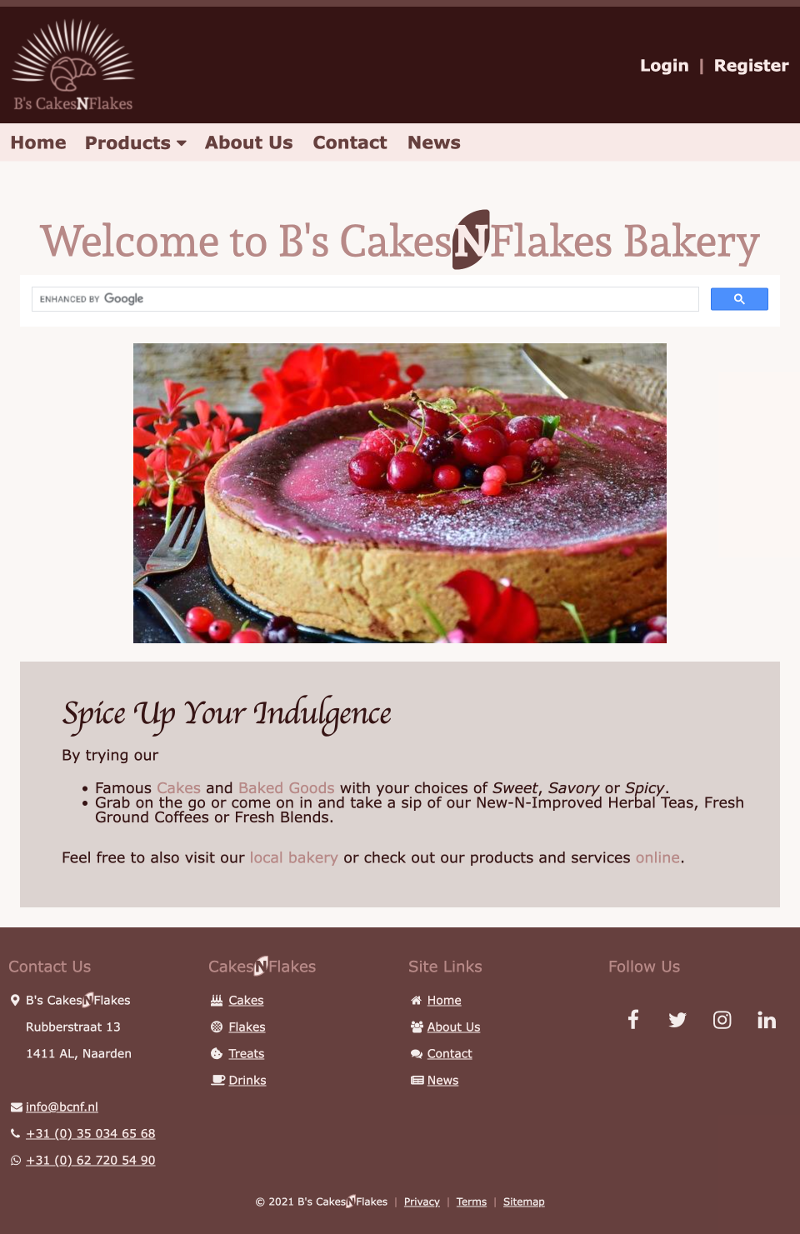 B's CakesNFlakes
Login | Register
Home Products About Us Contact News
Welcome to B's CakesNFlakes Bakery
ENHANCED BY Google
Spice Up Your Indulgence
By trying our
• Famous Cakes and Baked Goods with your choices of Sweet, Savory or Spicy.
• Grab on the go or come on in and take a sip of our New-N-Improved Herbal Teas, Fresh
Ground Coffees or Fresh Blends.
Feel free to also visit our local bakery or check out our products and services online.
Contact Us
B's CakesNFlakes
Rubberstraat 13
1411 AL, Naarden
info@bcnf.nl
+31 (0) 35 034 65 68
+31 (0) 62 720 54 90
CakesNFlakes
Cakes
Flakes
Treats
Drinks
Site Links
Home
About Us
Contact
News
Follow Us
© 2021 B's CakesNFlakes | Privacy | Terms | Sitemap